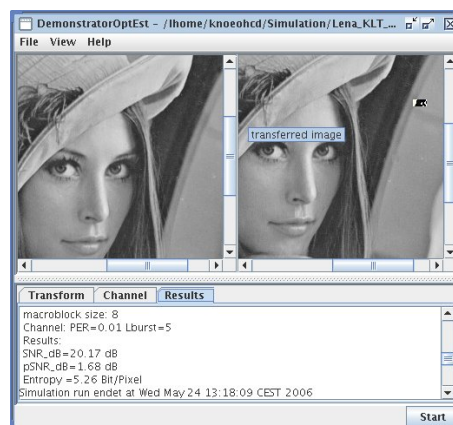 DemonstratorOptEst - /lhome/knoeohcd/Simulation/Lena_KLT_...
File View Help
transferred image
Transform Channel Results
macroblock size: 8
Channel: PER=0.01 Lburst=5
Results:
SNR_dB=20.17 dB
pSNR_dB=1.68 dB
Entropy =5.26 Bit/Pixel
Simulation run endet at Wed May 24 13:18:09 CEST 2006
Start